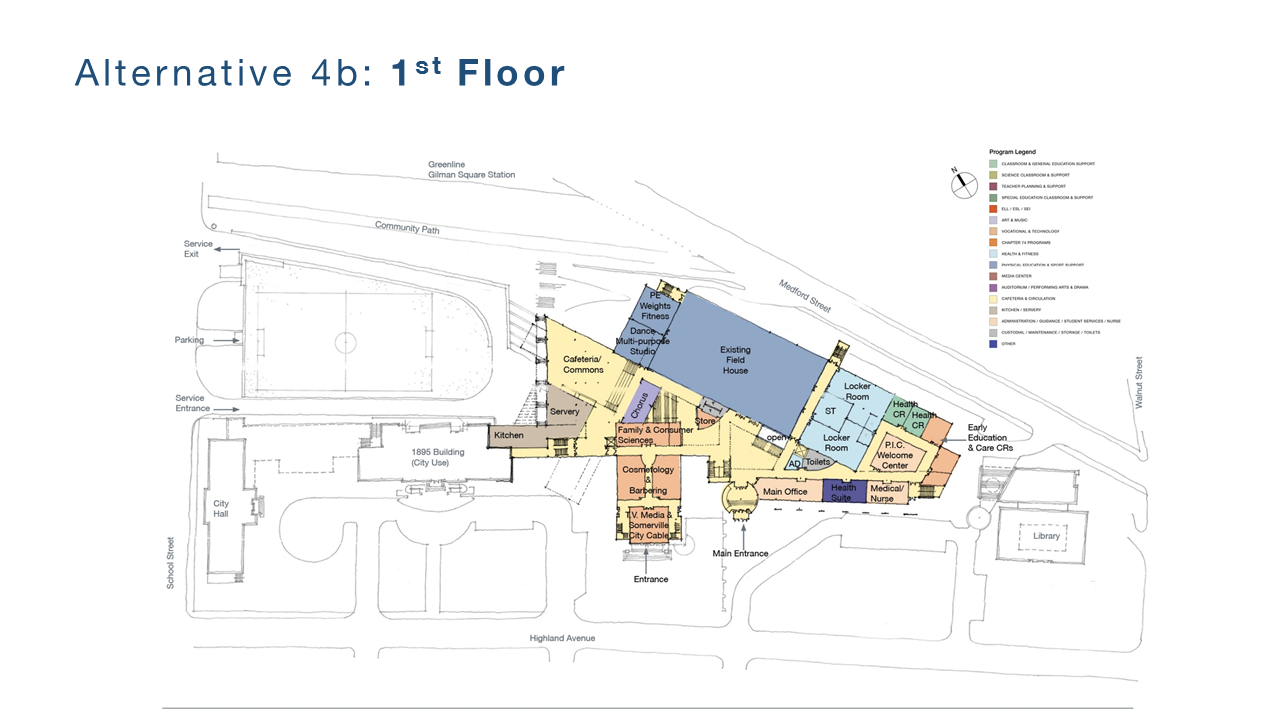 Alternative 4b: 1st Floor
Greenline
Gilman Square Station
Community Path
Service
Exit
Parking
Service
Entrance
Medford Street
Walnut Street
N
Program Legend
CLASSROOM & GENERAL EDUCATION SUPPORT
SCIENCE CLASSROOM & SUPPORT
TEACHER PLANNING & SUPPORT
SPECIAL EDUCATION CLASSROOM & SUPPORT
ELL / ESL / SEI
ART & MUSIC
VOCATIONAL & TECHNOLOGY
CHAPTER 74 PROGRAMS
HEALTH & FITNESS
PHYSICAL EDUCATION & SPORT SUPPORT
MEDIA CENTER
AUDITORIUM / PERFORMING ARTS & DRAMA
CAFETERIA & CIRCULATION
KITCHEN / SERVERY
ADMINISTRATION / GUIDANCE / STUDENT SERVICES / NURSE
CUSTODIAL / MAINTENANCE / STORAGE / TOILETS
OTHER
PE
Weights
Fitness
Dance
Multi-purpose
Studio
Existing
Field
House
Cafeteria/
Commons
Servery
Kitchen
Chorus
Store
Family & Consumer
Sciences
Cosmetology
&
Barbering
T.V. Media &
Somerville
City Cable
Entrance
open
AD
Toilets
Locker
Room
ST
Locker
Room
Health
CR
Health
CR
P.I.C.
Welcome
Center
Early
Education
& Care CRs
Main Office
Health
Suite
Medical/
Nurse
Main Entrance
1895 Building
(City Use)
City
Hall
Library
School Street
Highland Avenue